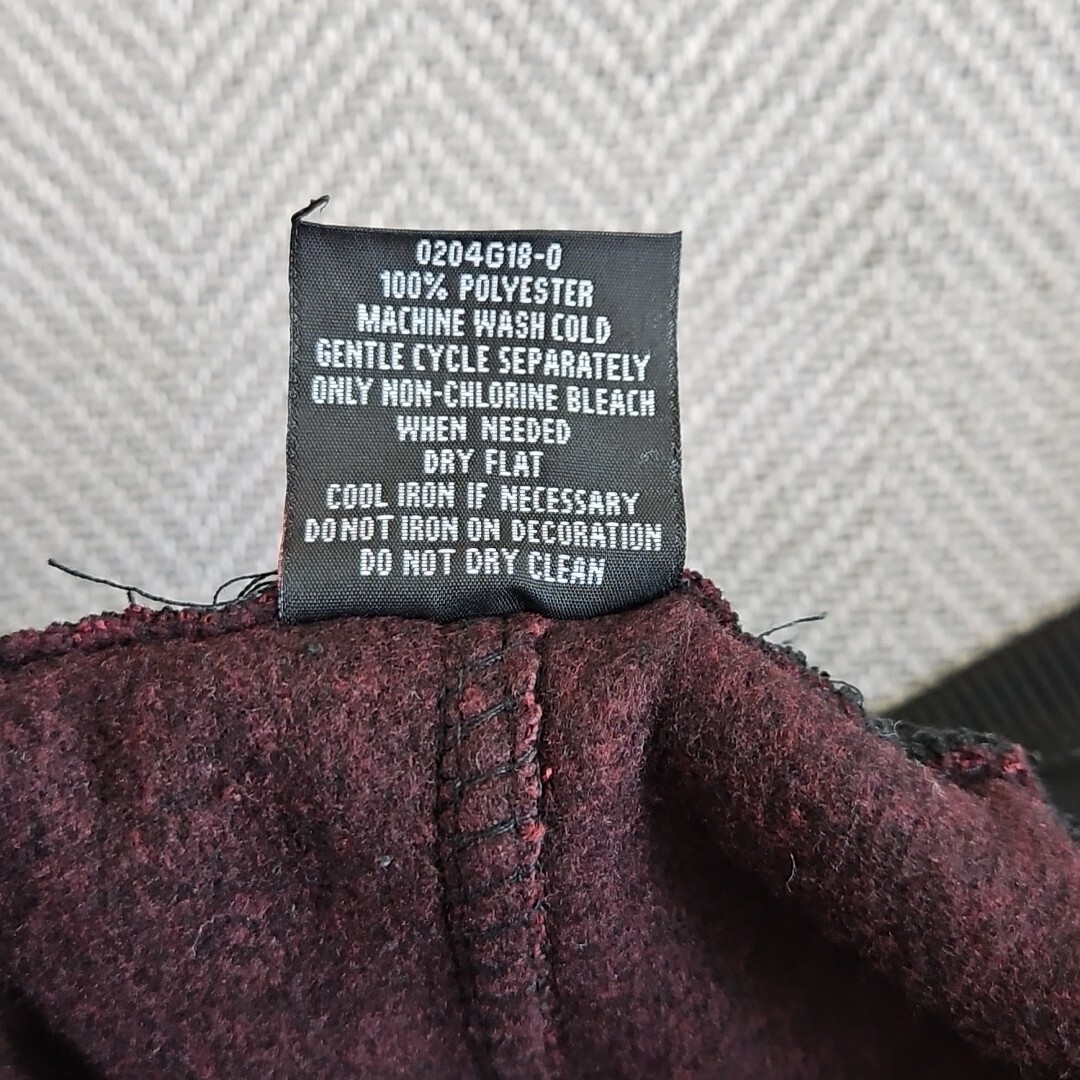 0204G18-0
100% POLYESTER
MACHINE WASH COLD
GENTLE CYCLE SEPARATELY
ONLY NON-CHLORINE BLEACH
WHEN NEEDED
DRY FLAT
COOL IRON IF NECESSARY
DO NOT IRON ON DECORATION
DO NOT DRY CLEAN